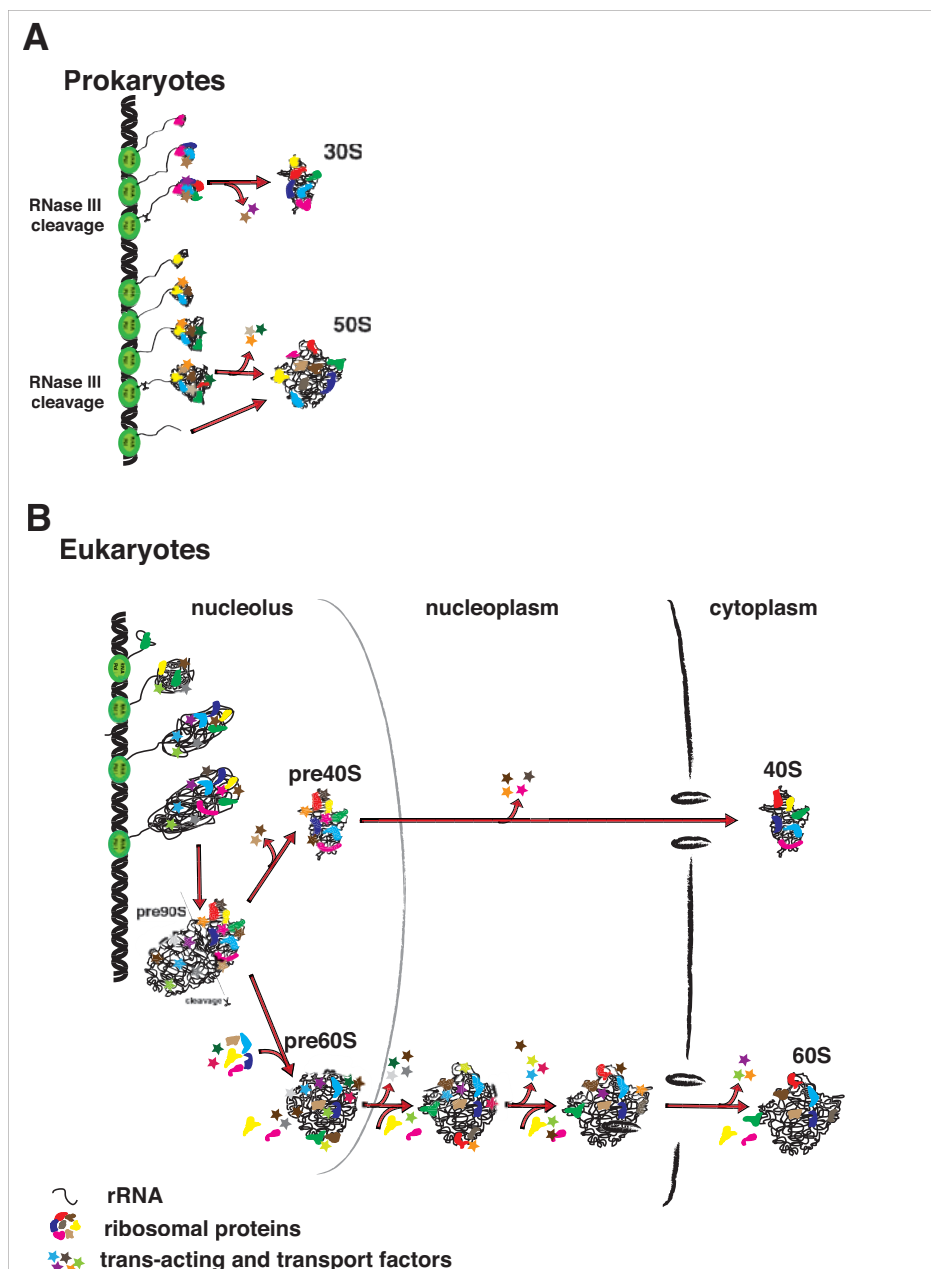 A
Prokaryotes
30S
RNase III
cleavage
50S
RNase III
cleavage
B
Eukaryotes
nucleolus
nucleoplasm
cytoplasm
pre40S
40S
pre90S
cleavage
pre60S
60S
rRNA
ribosomal proteins
trans-acting and transport factors